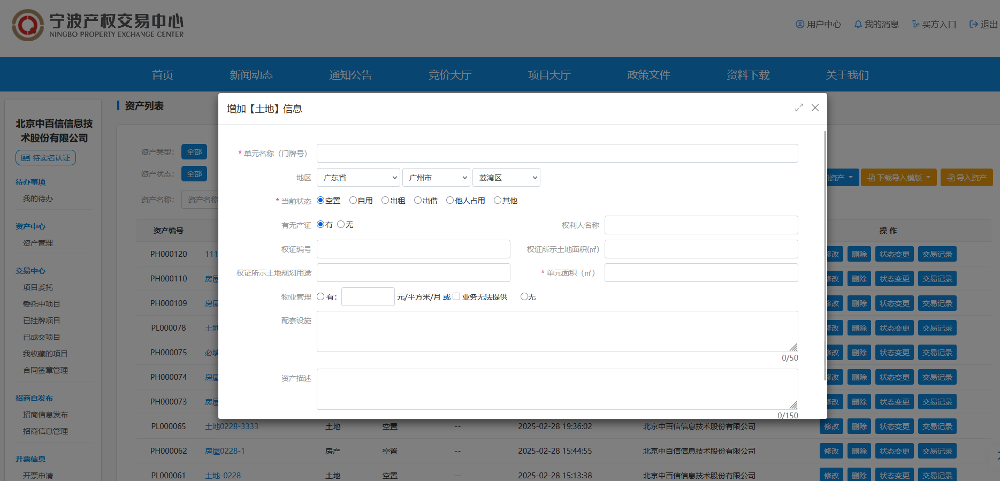 宁波产权交易中心
NINGBO PROPERTY EXCHANGE CENTER
用户中心 我的消息 买方入口 退出
首页 新闻动态 通知公告 竞价大厅 项目大厅 政策文件 资料下载 关于我们
北京中百信信息技
术股份有限公司
待实名认证
待办事项
我的待办
资产中心
资产管理
交易中心
项目委托
委托中项目
已挂牌项目
已成交项目
我收藏的项目
合同签章管理
招商自发布
招商信息发布
招商信息管理
开票信息
开票申请
资产列表
资产类型： 全部
资产状态： 全部
资产名称： 资产名称
资产 下载导入模版 导入资产
增加【土地】信息
* 单元名称（门牌号）
地区 广东省 广州市 荔湾区
* 当前状态 空置 自用 出租 出借 他人占用 其他
有无产证 有 无 权利人名称
权证编号 权证所示土地面积(㎡)
权证所示土地规划用途 * 单元面积（㎡）
物业管理 有： 元/平方米/月 或 业务无法提供 无
配套设施
0/50
资产描述
0/150
资产编号 操 作
PH000120 111 修改 删除 状态变更 交易记录
PH000110 房屋 修改 删除 状态变更 交易记录
PH000109 房屋 修改 删除 状态变更 交易记录
PL000078 土地 修改 删除 状态变更 交易记录
PH000075 必填 修改 删除 状态变更 交易记录
PH000074 房屋 修改 删除 状态变更 交易记录
PH000073 房屋 修改 删除 状态变更 交易记录
PL000065 土地0228-3333 土地 空置 -- 2025-02-28 19:36:02 北京中百信信息技术股份有限公司 修改 删除 状态变更 交易记录
PH000062 房屋0228-1 房产 空置 -- 2025-02-28 15:44:55 北京中百信信息技术股份有限公司 修改 删除 状态变更 交易记录
PL000061 土地-0228 土地 空置 -- 2025-02-28 15:13:38 北京中百信信息技术股份有限公司 修改 删除 状态变更 交易记录